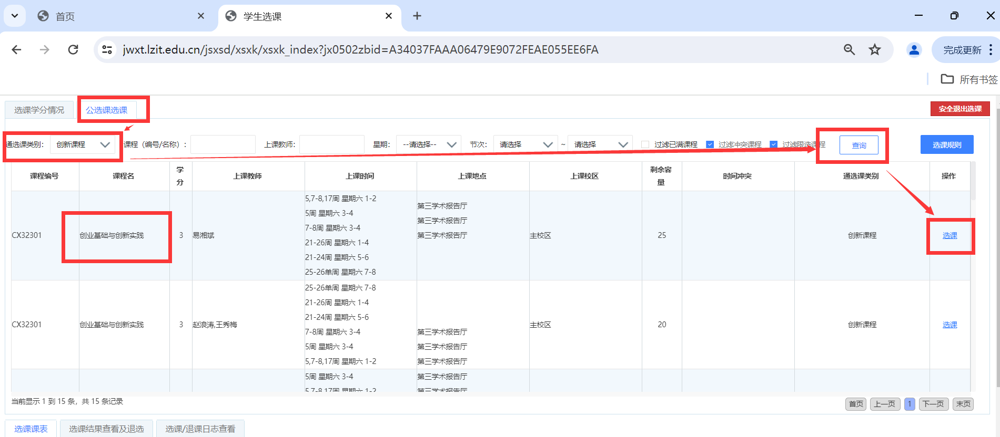 首页
学生选课
jwxt.lzit.edu.cn/jsxsd/xsxk/xsxk_index?jx0502zbid=A34037FAAA06479E9072FEAE055EE6FA
完成更新
所有书签
选课学分情况 公选课选课 安全退出选课
通选课类别: 创新课程 课程（编号/名称）: 上课教师: 星期: --请选择-- 节次: 请选择 ~ 请选择 过滤已满课程 过滤冲突课程 过滤限选课程 查询 选课规则
课程编号 课程名 学分 上课教师 上课时间 上课地点 上课校区 剩余容量 时间冲突 通选课类别 操作
CX32301 创业基础与创新实践 3 易湘斌
5,7-8,17周 星期六 1-2
5周 星期六 3-4
7-8周 星期六 3-4
21-26周 星期六 1-4
21-24周 星期六 5-6
25-26单周 星期六 7-8
第三学术报告厅
第三学术报告厅
第三学术报告厅
主校区 25 创新课程 选课
CX32301 创业基础与创新实践 3 赵浪涛,王秀梅
25-26单周 星期六 7-8
21-26周 星期六 1-4
21-24周 星期六 5-6
7-8周 星期六 3-4
5周 星期六 3-4
5,7-8,17周 星期六 1-2
第三学术报告厅
第三学术报告厅
第三学术报告厅
主校区 20 创新课程 选课
5周 星期六 3-4
5,7-8,17周 星期六 1-2
第三学术报告厅
第三学术报告厅
当前显示 1 到 15 条，共 15 条记录
首页 上一页 1 下一页 末页
选课课表 选课结果查看及退选 选课/退课日志查看